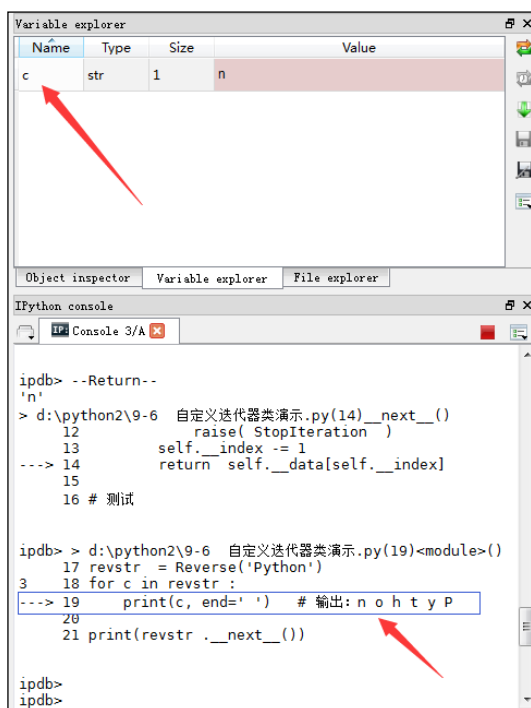 Variable explorer
Name Type Size Value
c str 1 n
Object inspector Variable explorer File explorer
IPython console
IP: Console 3/A
ipdb> --Return--
'n'
> d:\python2\9-6 自定义迭代器类演示.py(14)__next__()
12 raise( StopIteration )
13 self.__index -= 1
---> 14 return self.__data[self.__index]
15
16 # 测试
ipdb> > d:\python2\9-6 自定义迭代器类演示.py(19)<module>()
17 revstr = Reverse('Python')
3 18 for c in revstr :
---> 19 print(c, end=' ') # 输出：n o h t y P
20
21 print(revstr .__next__())
ipdb>
ipdb>